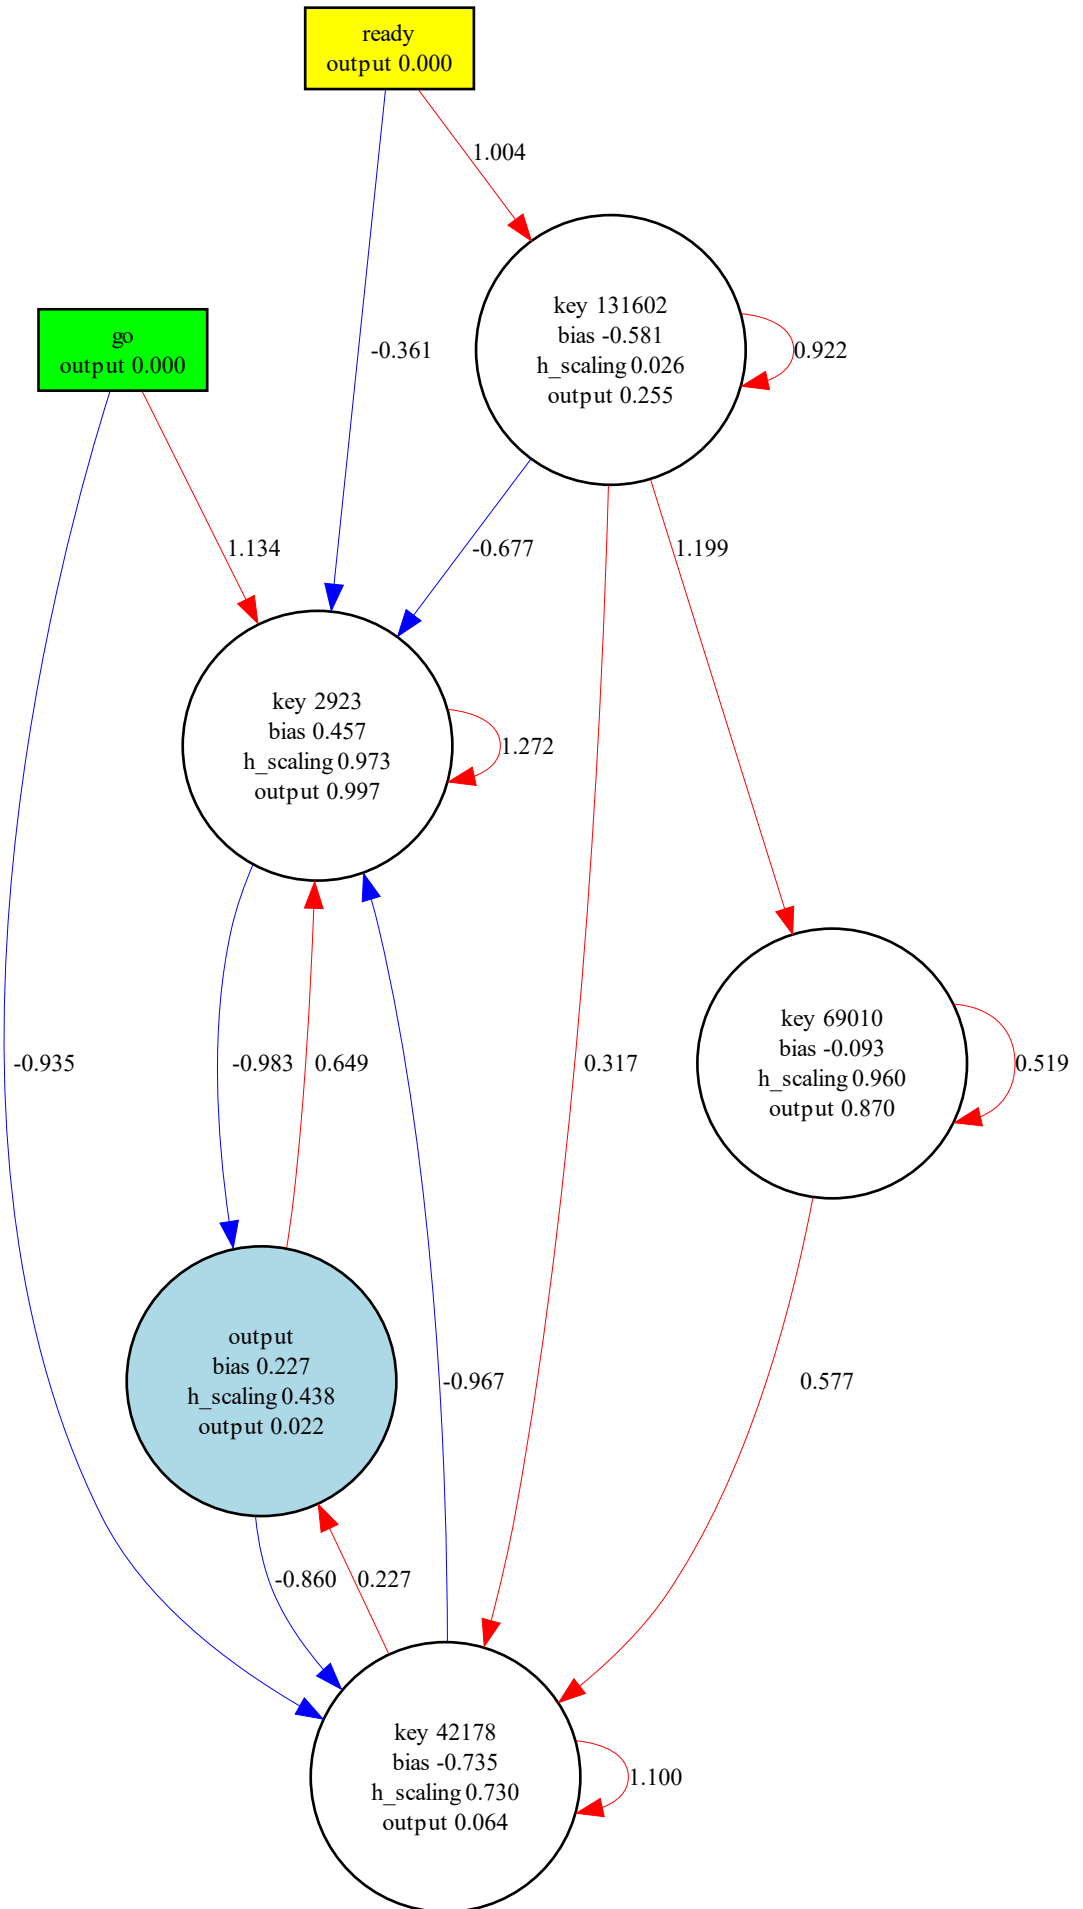 ready
output 0.000
1.004
key 131602
bias -0.581
h_scaling 0.026
output 0.255
0.922
-0.361
go
output 0.000
1.134
-0.677
1.199
key 2923
bias 0.457
h_scaling 0.973
output 0.997
1.272
key 69010
bias -0.093
h_scaling 0.960
output 0.870
0.519
-0.935
-0.983
0.649
0.317
output
bias 0.227
h_scaling 0.438
output 0.022
-0.967
0.577
-0.860
0.227
key 42178
bias -0.735
h_scaling 0.730
output 0.064
1.100